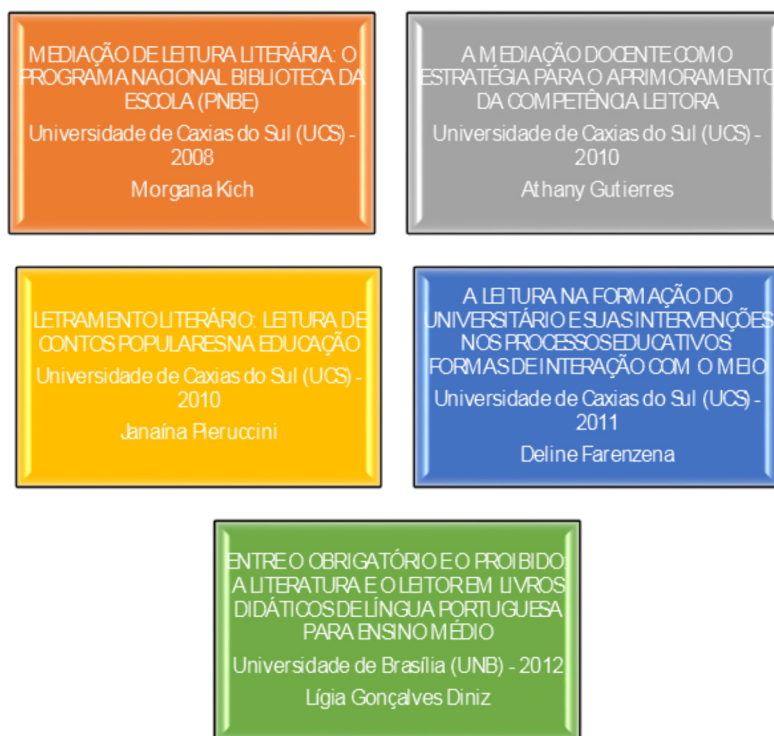 MEDIAÇÃO DE LEITURA LITERÁRIA: O
PROGRAMA NACIONAL BIBLIOTECA DA
ESCOLA (PNBE)
Universidade de Caxias do Sul (UCS) -
2008
Morgana Kich
A MEDIAÇÃO DOCENTE COMO
ESTRATÉGIA PARA O APRIMORAMENTO
DA COMPETÊNCIA LEITORA
Universidade de Caxias do Sul (UCS) -
2010
Athany Gutierres
LETRAMENTO LITERÁRIO: LEITURA DE
CONTOS POPULARES NA EDUCAÇÃO
Universidade de Caxias do Sul (UCS) -
2010
Janaína Pieruccini
A LEITURA NA FORMAÇÃO DO
UNIVERSITÁRIO E SUAS INTERVENÇÕES
NOS PROCESSOS EDUCATIVOS:
FORMAS DE INTERAÇÃO COM O MEIO
Universidade de Caxias do Sul (UCS) -
2011
Deline Farenzena
ENTRE O OBRIGATÓRIO E O PROIBIDO:
A LITERATURA E O LEITOR EM LIVROS
DIDÁTICOS DE LÍNGUA PORTUGUESA
PARA ENSINO MÉDIO
Universidade de Brasília (UNB) - 2012
Lígia Gonçalves Diniz